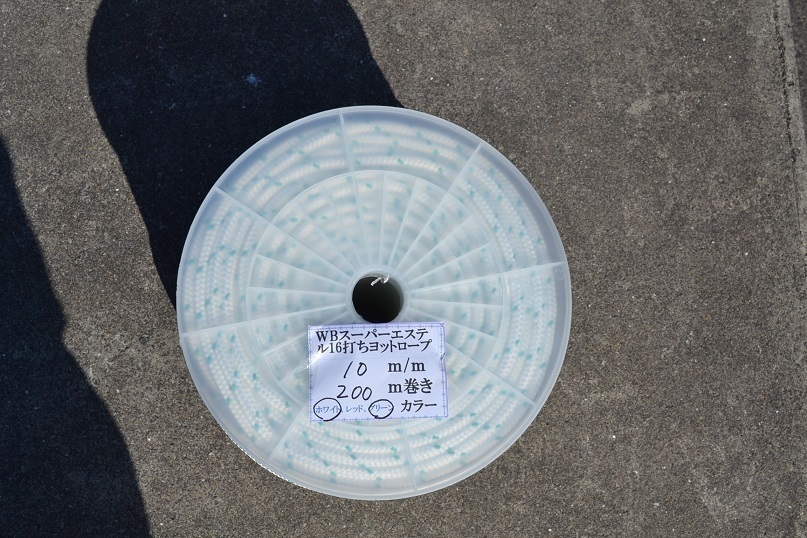 WBスーパーエステ
ル16打ちヨットロープ
10 m/m
200 m巻き
ホワイト、レッド、グリーン カラー